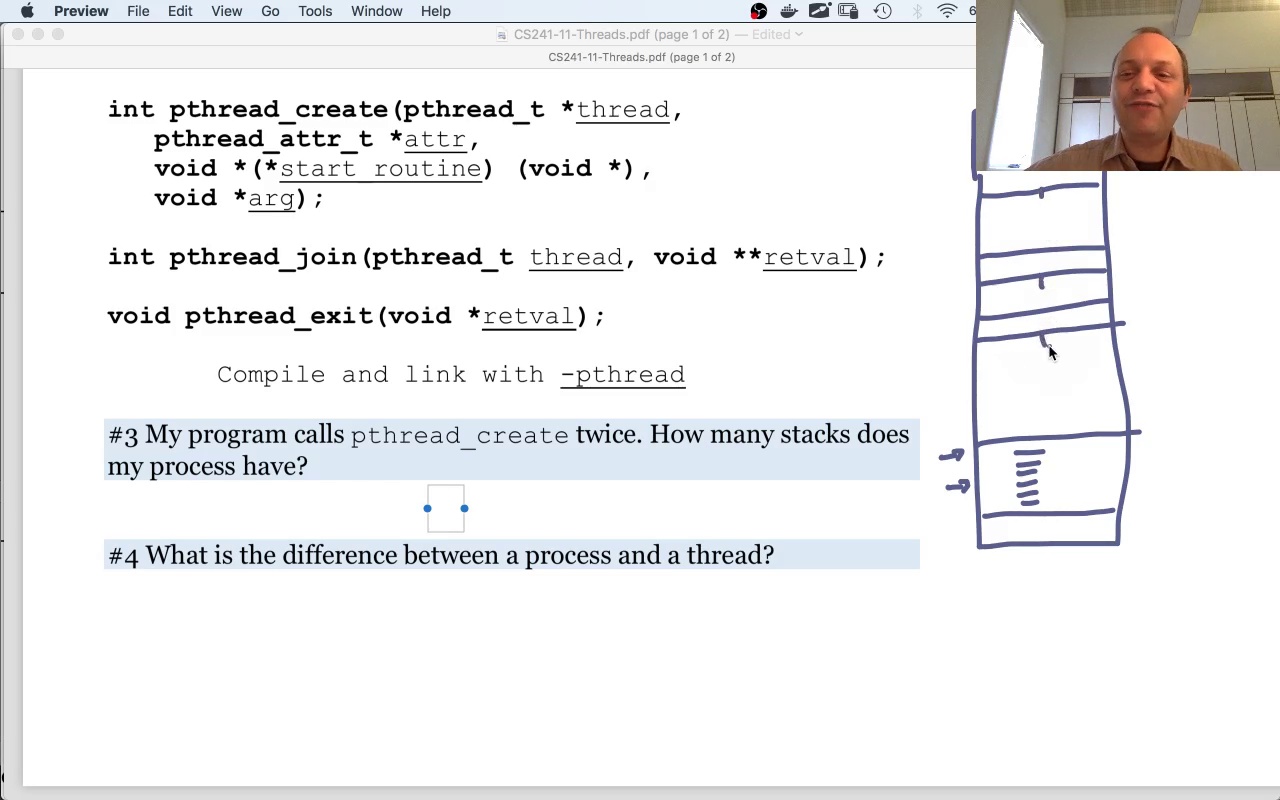 Preview File Edit View Go Tools Window Help 6
CS241-11-Threads.pdf (page 1 of 2) — Edited
CS241-11-Threads.pdf (page 1 of 2)
int pthread_create(pthread_t *thread,
pthread_attr_t *attr,
void *(*start_routine) (void *),
void *arg);
int pthread_join(pthread_t thread, void **retval);
void pthread_exit(void *retval);
Compile and link with -pthread
#3 My program calls pthread_create twice. How many stacks does
my process have?
#4 What is the difference between a process and a thread?